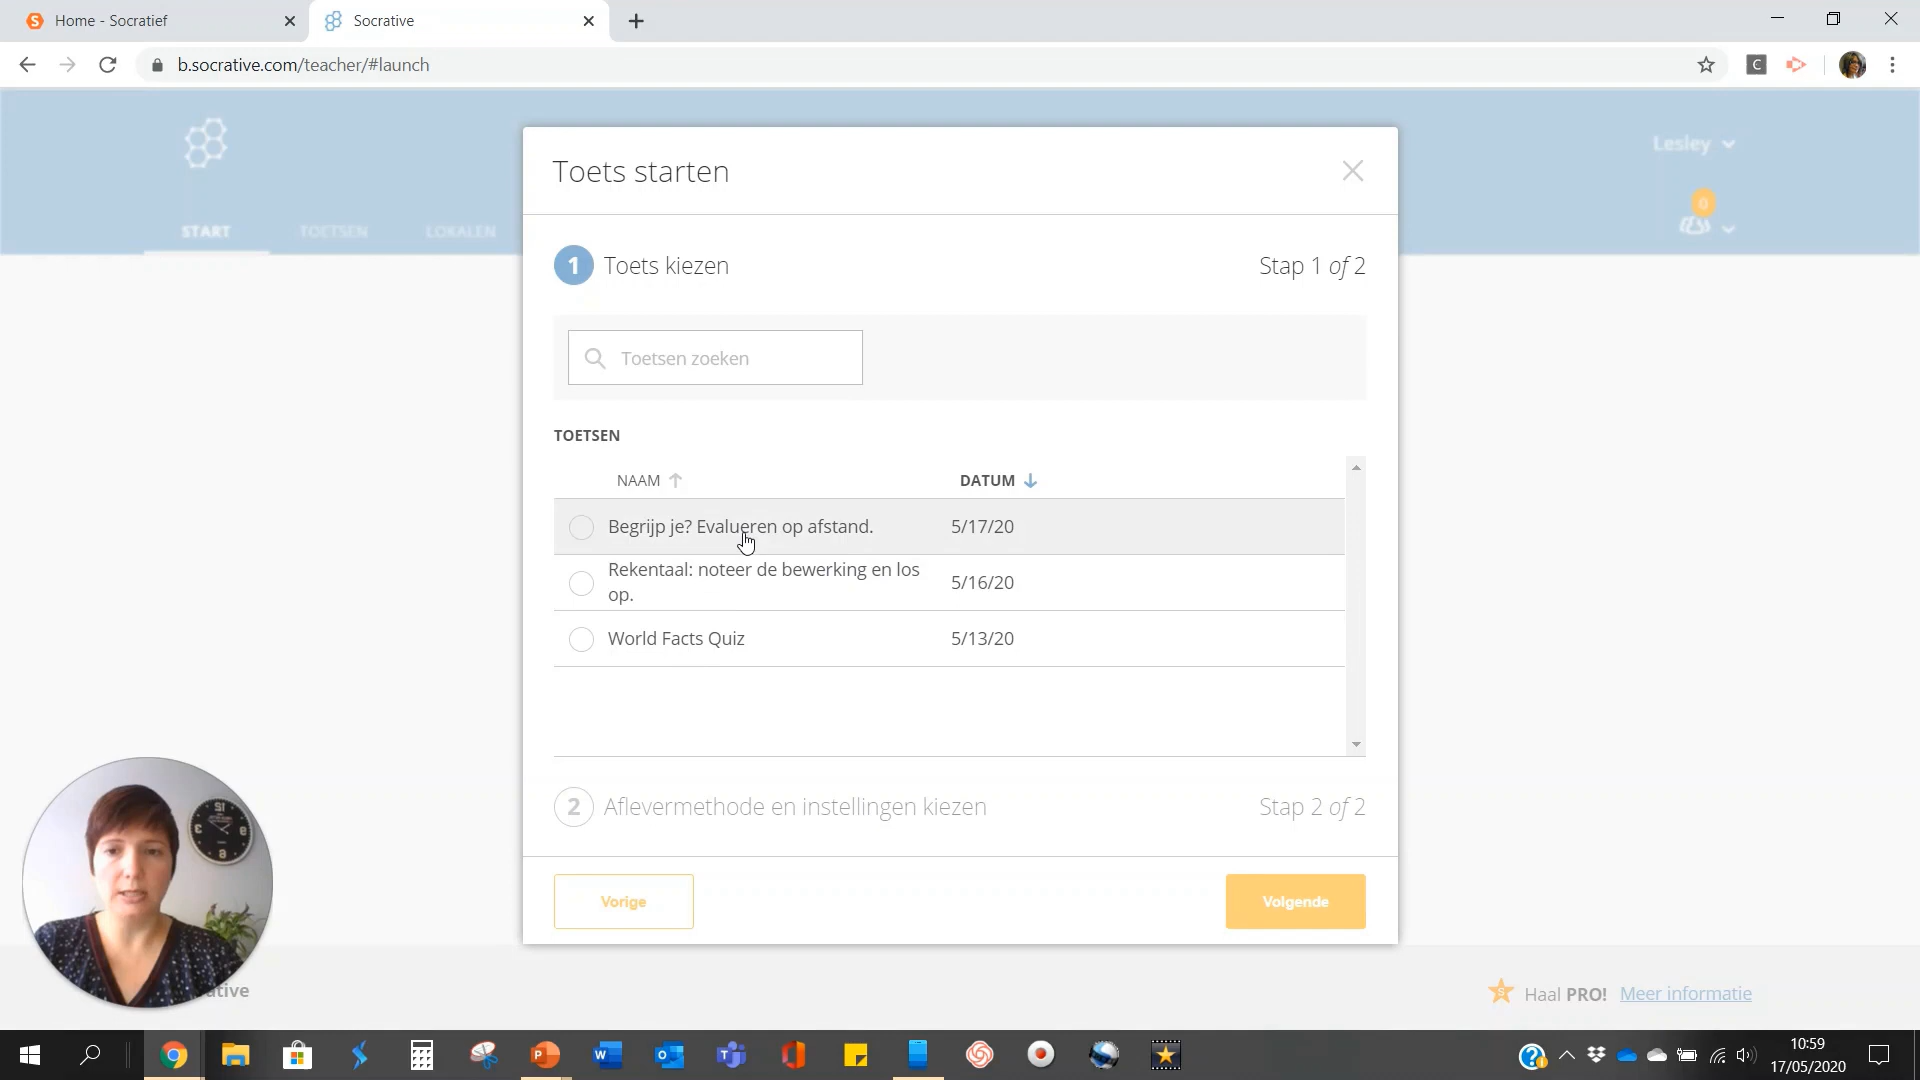 Home - Socratief
Socrative
b.socrative.com/teacher/#launch
Lesley
0
START TOETSEN LOKALEN
Toets starten
1 Toets kiezen Stap 1 of 2
Toetsen zoeken
TOETSEN
NAAM DATUM
Begrijp je? Evalueren op afstand. 5/17/20
Rekentaal: noteer de bewerking en los
op. 5/16/20
World Facts Quiz 5/13/20
2 Aflevermethode en instellingen kiezen Stap 2 of 2
Vorige Volgende
Haal PRO! Meer informatie
10:59
17/05/2020